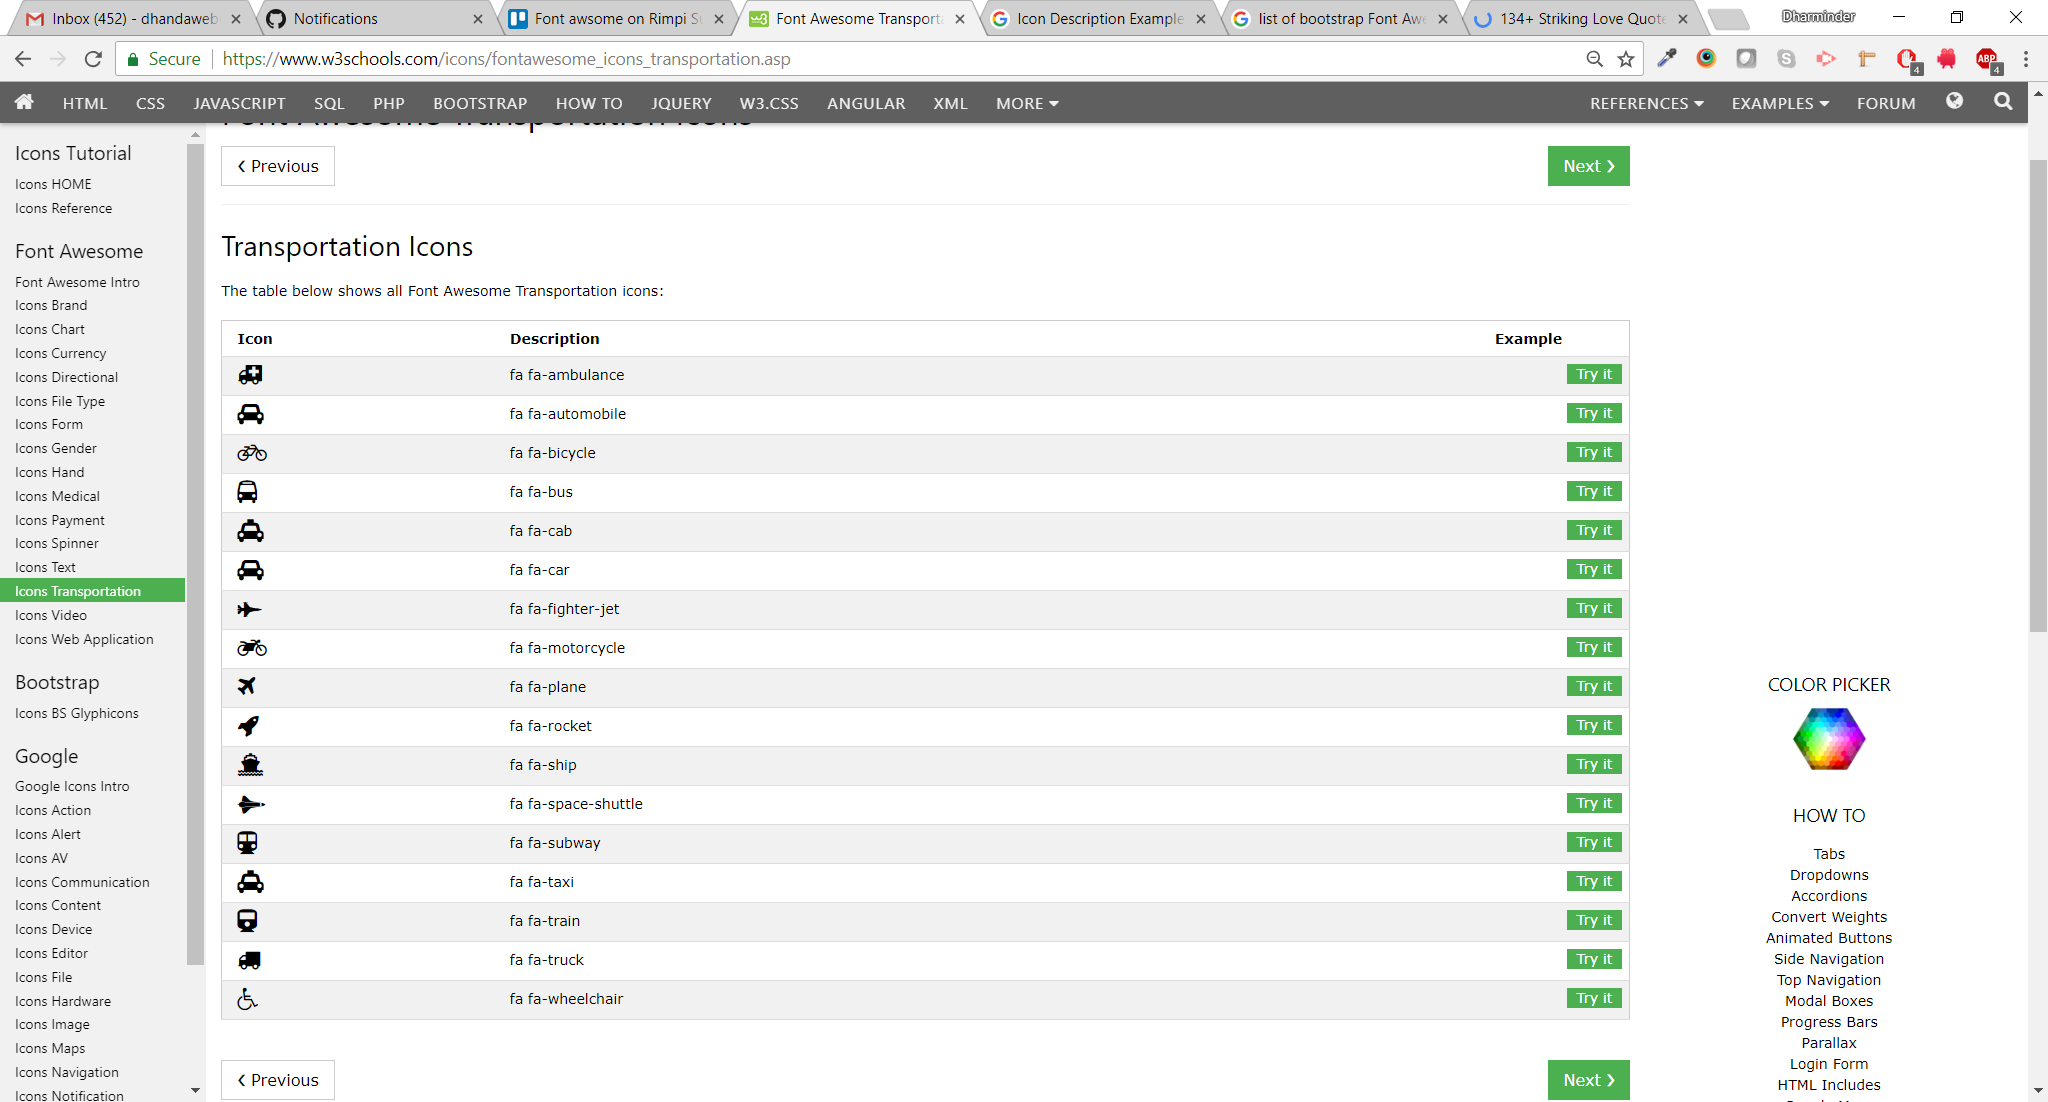 Inbox (452) - dhandaweb
Notifications
Font awsome on Rimpi S
Font Awesome Transport
Icon Description Example
list of bootstrap Font Aw
134+ Striking Love Quot
Dharminder
Secure
https://www.w3schools.com/icons/fontawesome_icons_transportation.asp
4
ABP
4
HTML
CSS
JAVASCRIPT
SQL
PHP
BOOTSTRAP
HOW TO
JQUERY
W3.CSS
ANGULAR
XML
MORE
REFERENCES
EXAMPLES
FORUM
Icons Tutorial
Icons HOME
Icons Reference
Font Awesome
Font Awesome Intro
Icons Brand
Icons Chart
Icons Currency
Icons Directional
Icons File Type
Icons Form
Icons Gender
Icons Hand
Icons Medical
Icons Payment
Icons Spinner
Icons Text
Icons Transportation
Icons Video
Icons Web Application
Bootstrap
Icons BS Glyphicons
Google
Google Icons Intro
Icons Action
Icons Alert
Icons AV
Icons Communication
Icons Content
Icons Device
Icons Editor
Icons File
Icons Hardware
Icons Image
Icons Maps
Icons Navigation
Icons Notification
Font Awesome Transportation Icons
❮ Previous
Next ❯
Transportation Icons
The table below shows all Font Awesome Transportation icons:
Icon Description Example
fa fa-ambulance Try it
fa fa-automobile Try it
fa fa-bicycle Try it
fa fa-bus Try it
fa fa-cab Try it
fa fa-car Try it
fa fa-fighter-jet Try it
fa fa-motorcycle Try it
fa fa-plane Try it
fa fa-rocket Try it
fa fa-ship Try it
fa fa-space-shuttle Try it
fa fa-subway Try it
fa fa-taxi Try it
fa fa-train Try it
fa fa-truck Try it
fa fa-wheelchair Try it
❮ Previous
Next ❯
COLOR PICKER
HOW TO
Tabs
Dropdowns
Accordions
Convert Weights
Animated Buttons
Side Navigation
Top Navigation
Modal Boxes
Progress Bars
Parallax
Login Form
HTML Includes